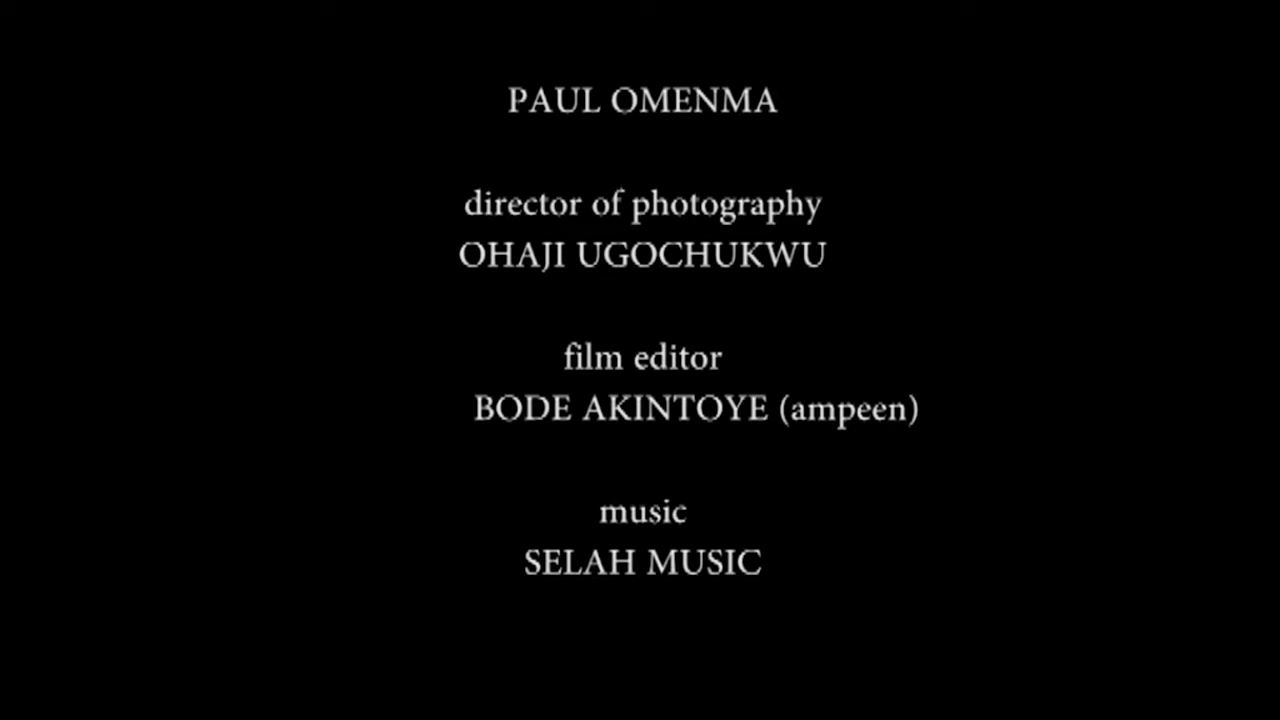 PAUL OMENMA
director of photography
OHAJI UGOCHUKWU
film editor
BODE AKINTOYE (ampeen)
music
SELAH MUSIC